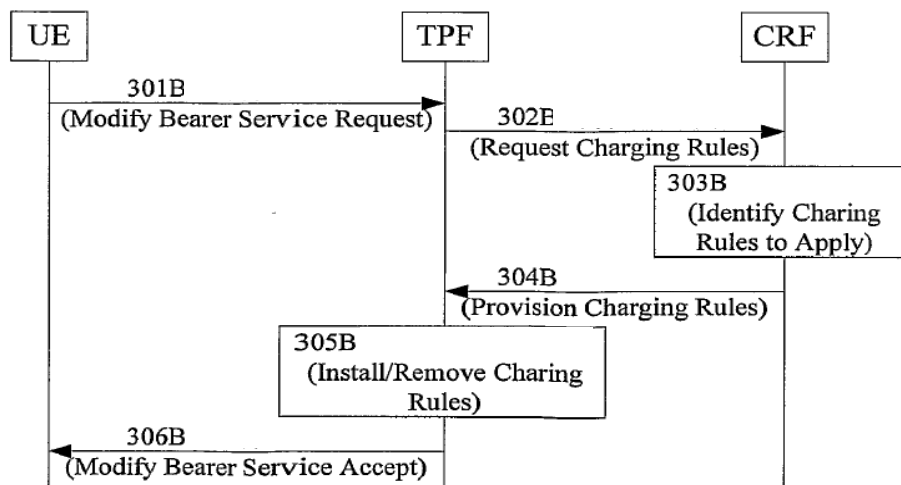 UE
TPF
CRF
301B
(Modify Bearer Service Request)
302B
(Request Charging Rules)
303B
(Identify Charing
Rules to Apply)
304B
(Provision Charging Rules)
305B
(Install/Remove Charing
Rules)
306B
(Modify Bearer Service Accept)